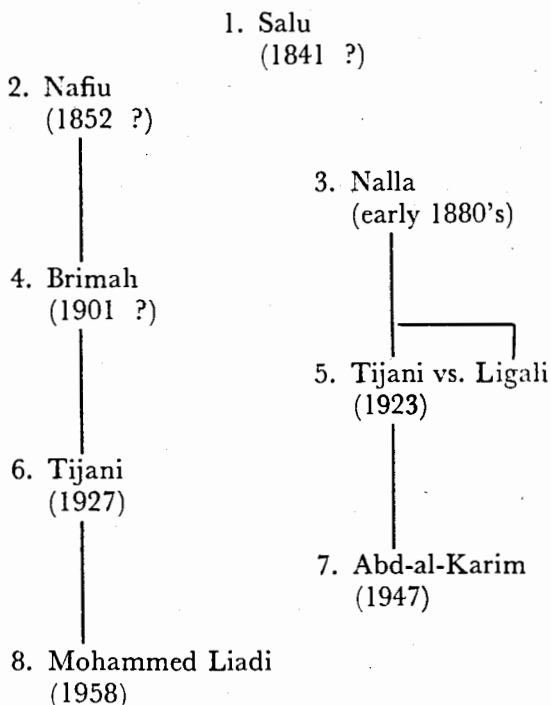 1. Salu
(1841 ?)
2. Nafiu
(1852 ?)
3. Nalla
(early 1880's)
4. Brimah
(1901 ?)
5. Tijani vs. Ligali
(1923)
6. Tijani
(1927)
7. Abd-al-Karim
(1947)
8. Mohammed Liadi
(1958)